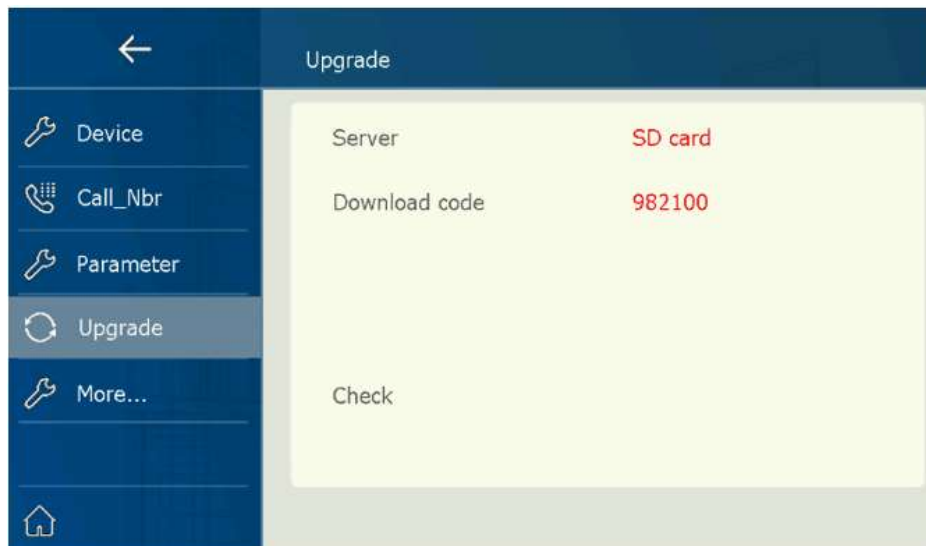 Upgrade
Device
Call_Nbr
Parameter
Upgrade
More...
Server SD card
Download code 982100
Check